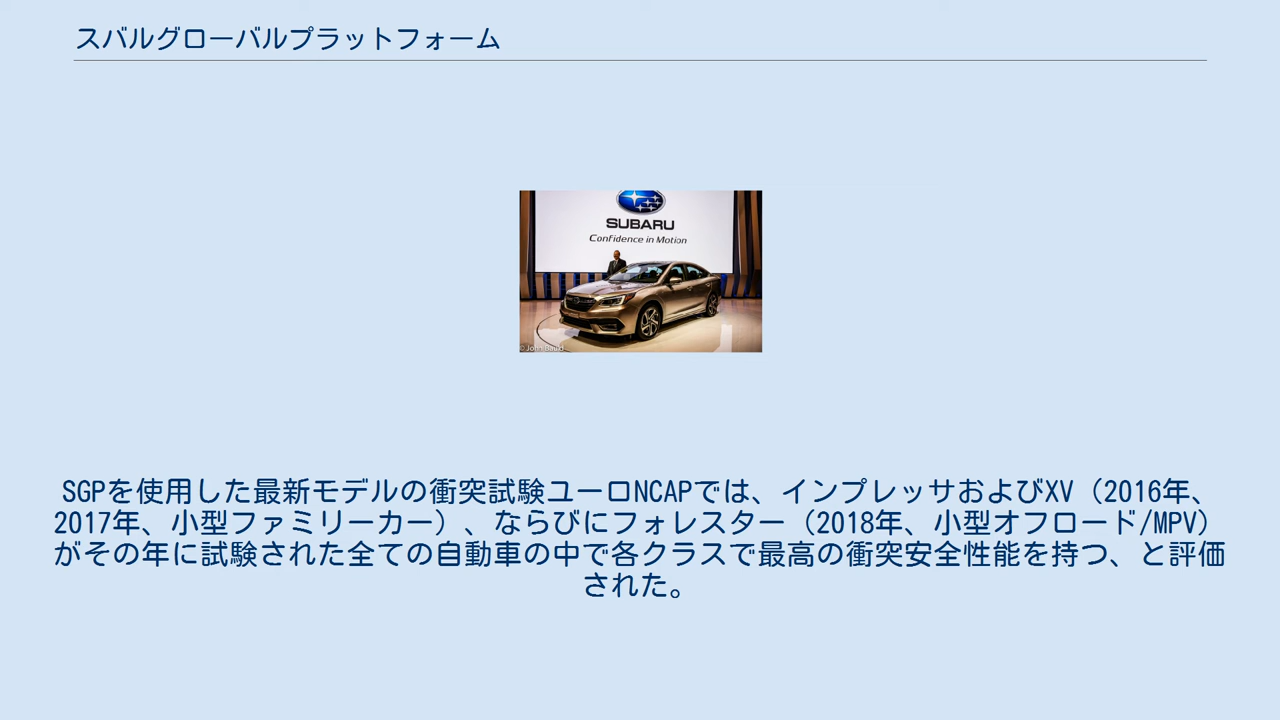 スバルグローバルプラットフォーム
SUBARU
Confidence in Motion
SGPを使用した最新モデルの衝突試験ユーロNCAPでは、インプレッサおよびXV（2016年、
2017年、小型ファミリーカー）、ならびにフォレスター（2018年、小型オフロード/MPV）
がその年に試験された全ての自動車の中で各クラスで最高の衝突安全性能を持つ、と評価
された。